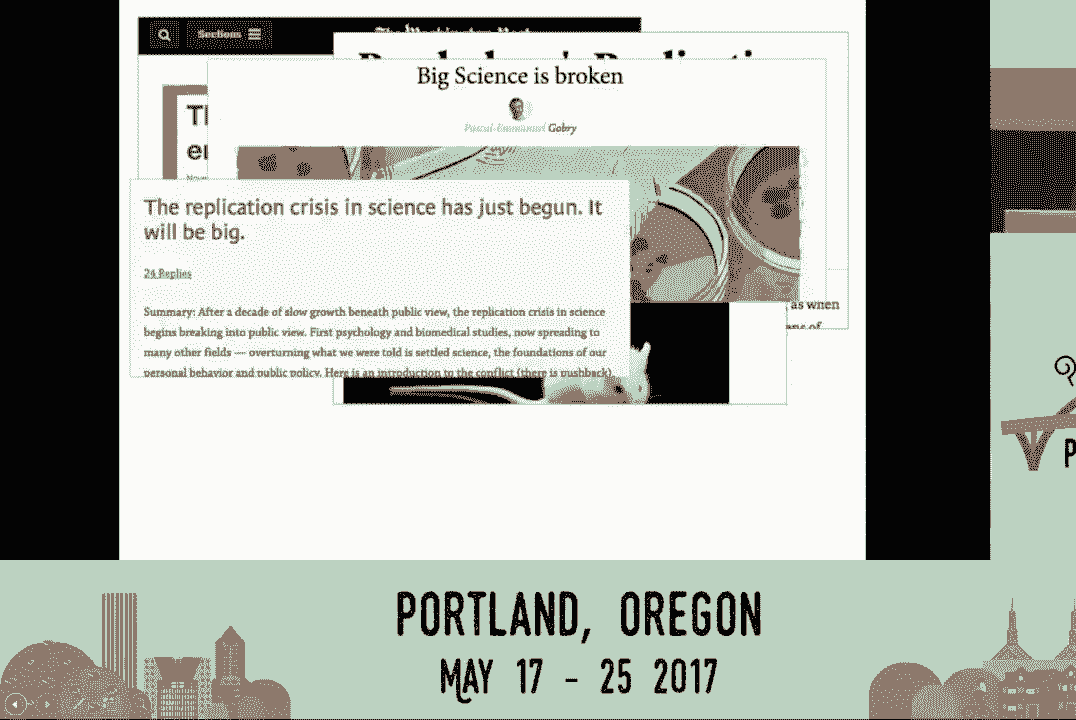 Sections
The Washington Post
Big Science is broken
Pascal-Emmanuel Gobry
The replication crisis in science has just begun. It
will be big.
24 Replies
Summary: After a decade of slow growth beneath public view, the replication crisis in science
begins breaking into public view. First psychology and biomedical studies, now spreading to
many other fields — overturning what we were told is settled science, the foundations of our
personal behavior and public policy. Here is an introduction to the conflict (there is pushback)
as when
PORTLAND, OREGON
MAY 17 - 25 2017